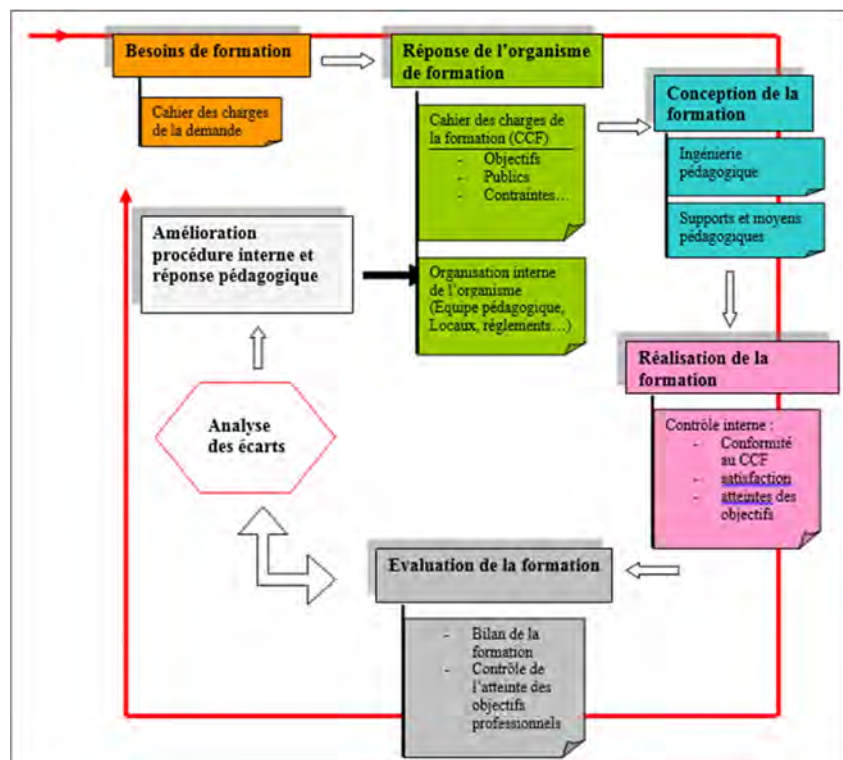 Besoins de formation
Cahier des charges
de la demande
Réponse de l'organisme
de formation
Cahier des charges de
la formation (CCF)
- Objectifs
- Publics
- Contraintes…
Organisation interne
de l'organisme
(Equipe pédagogique,
Locaux, réglements…)
Conception de la
formation
Ingénierie
pédagogique
Supports et moyens
pédagogiques
Réalisation de la
formation
Contrôle interne :
- Conformité
au CCF
- satisfaction
- atteintes des
objectifs
Evaluation de la formation
- Bilan de la
formation
- Contrôle de
l'atteinte des
objectifs
professionnels
Analyse
des écarts
Amélioration
procédure interne et
réponse pédagogique